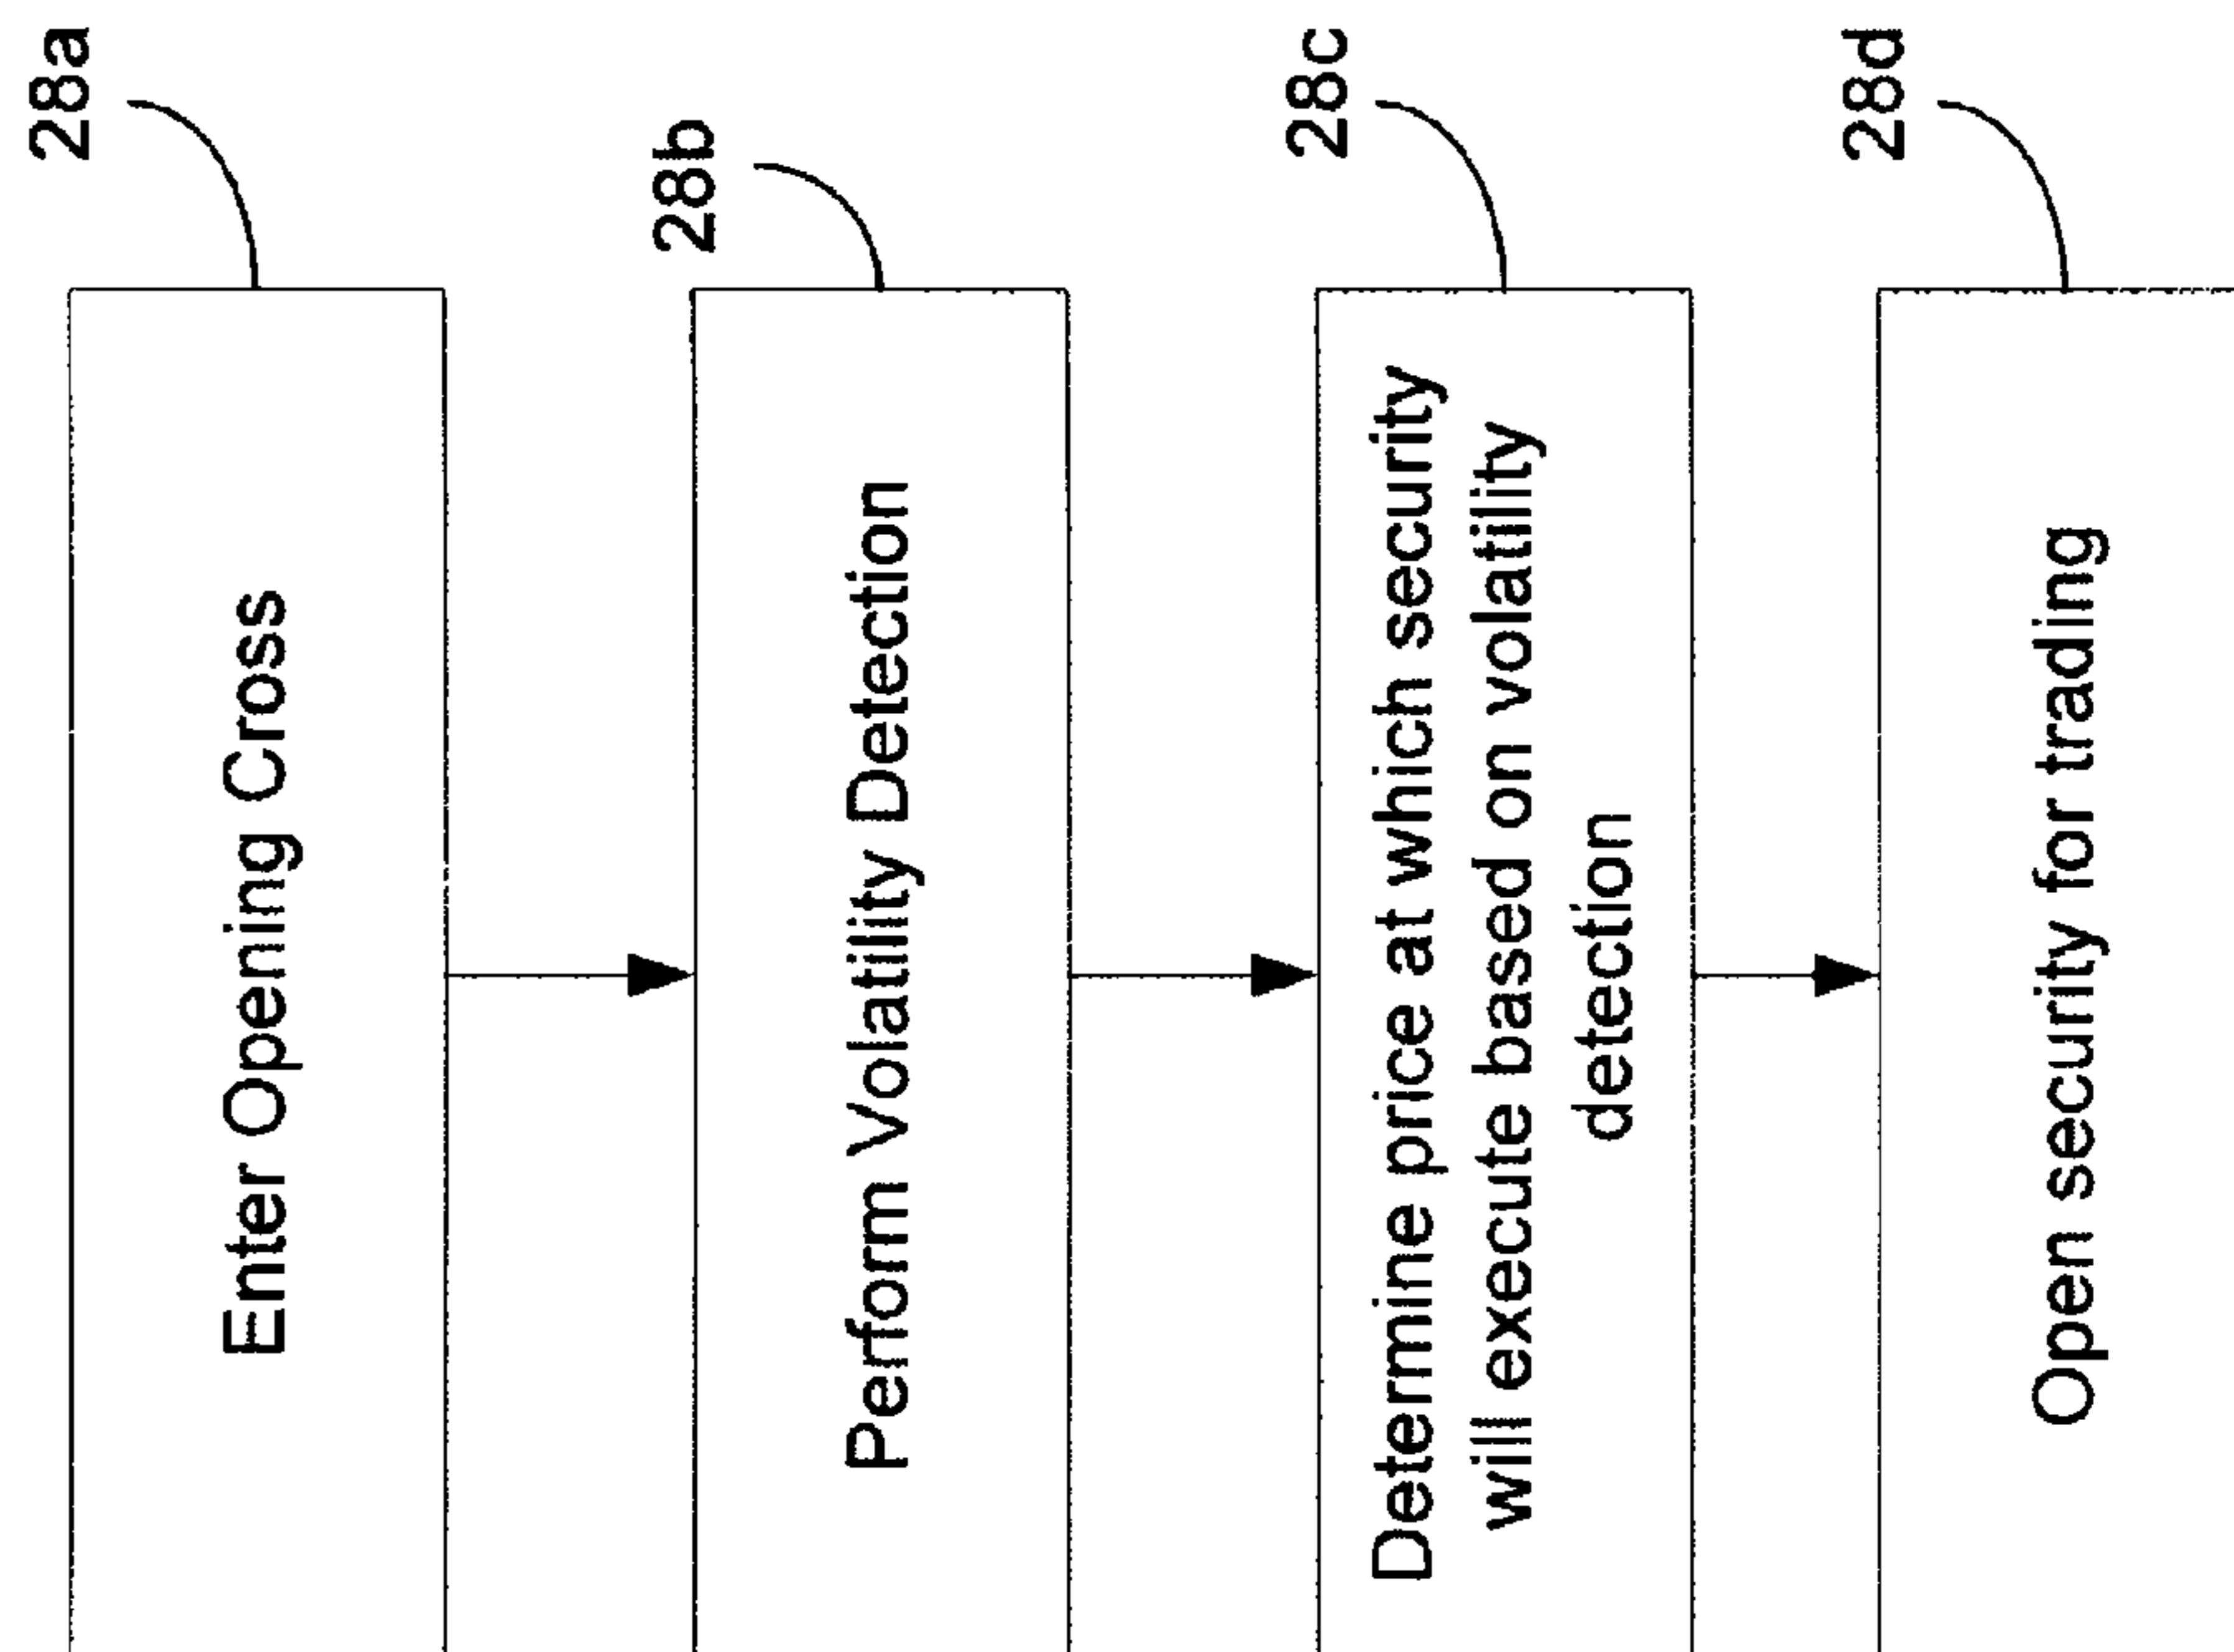 28a
Enter Opening Cross
28b
Perform Volatility Detection
28c
Determine price at which security
will execute based on volatility
detection
28d
Open security for trading